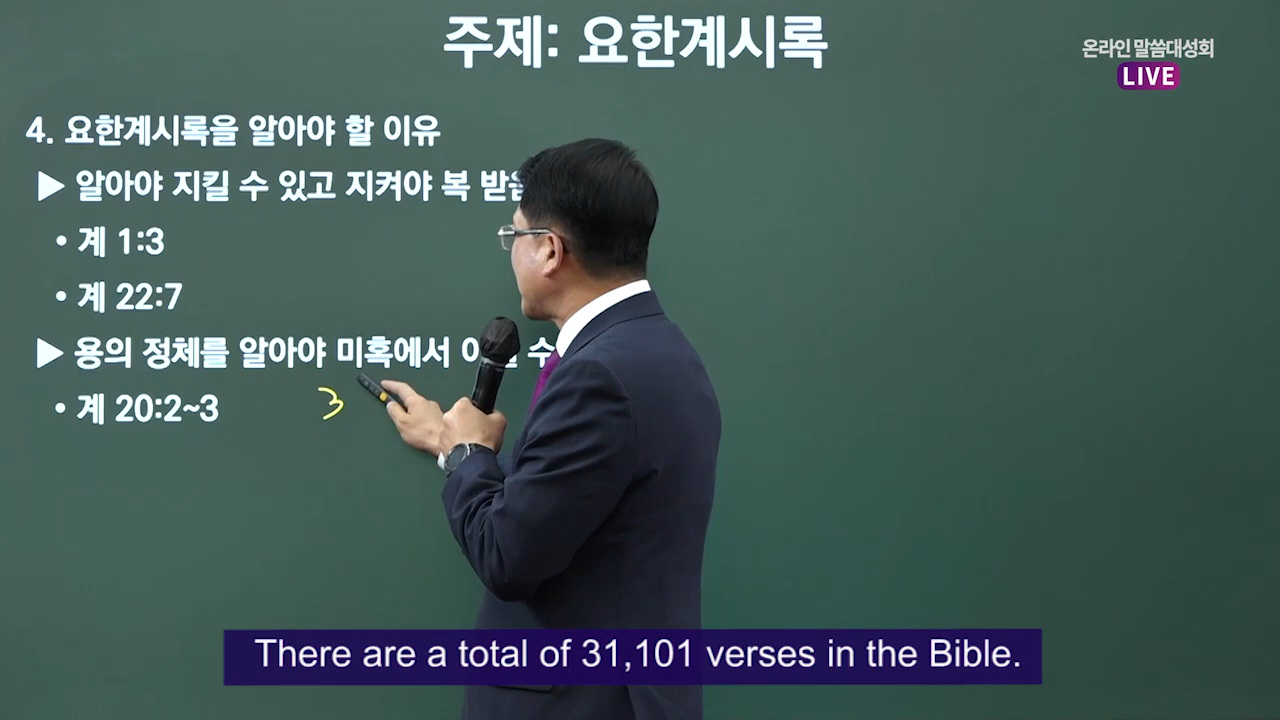 주제: 요한계시록
온라인 말씀대성회
LIVE
4. 요한계시록을 알아야 할 이유
▶ 알아야 지킬 수 있고 지켜야 복 받음
• 계 1:3
• 계 22:7
▶ 용의 정체를 알아야 미혹에서
• 계 20:2~3
3
There are a total of 31,101 verses in the Bible.